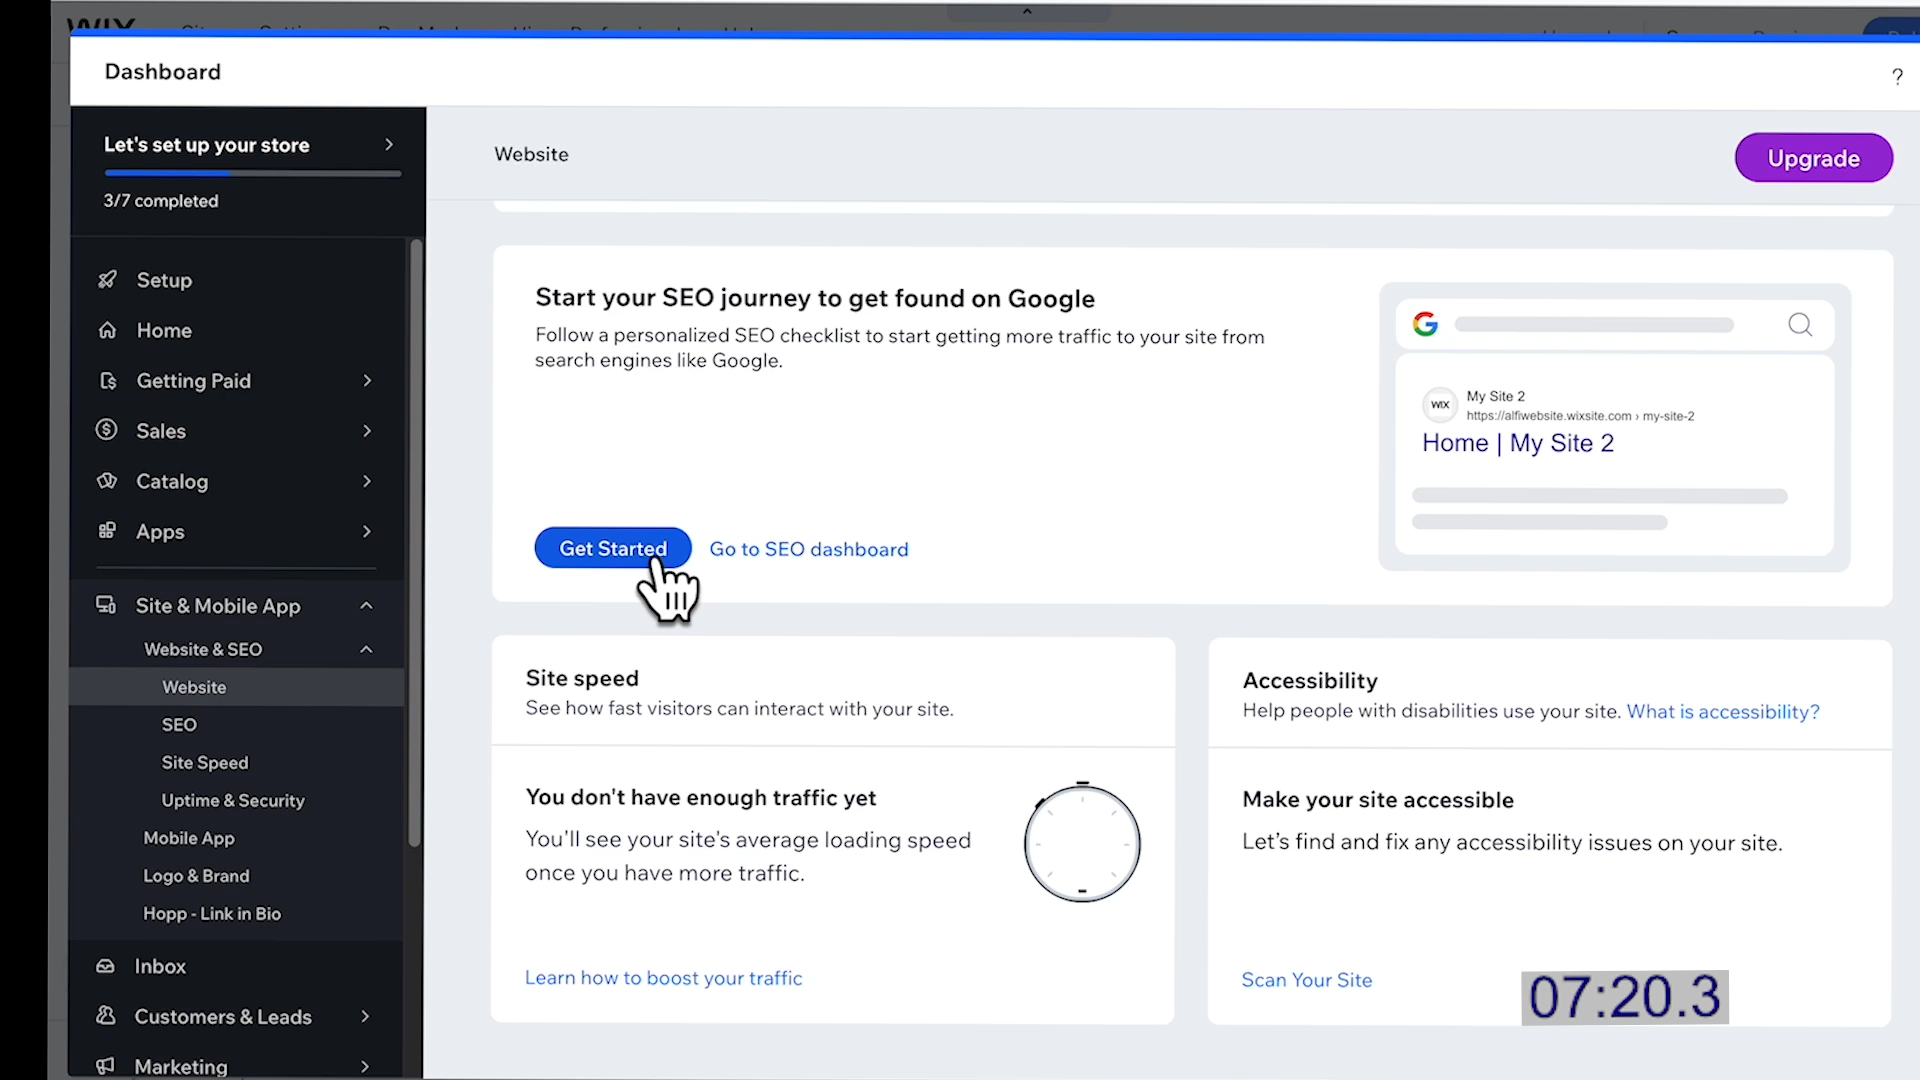 WIX
Dashboard
?
Let's set up your store
3/7 completed
Setup
Home
Getting Paid
Sales
Catalog
Apps
Site & Mobile App
Website & SEO
Website
SEO
Site Speed
Uptime & Security
Mobile App
Logo & Brand
Hopp - Link in Bio
Inbox
Customers & Leads
Marketing
Website
Upgrade
Start your SEO journey to get found on Google
Follow a personalized SEO checklist to start getting more traffic to your site from
search engines like Google.
Get Started
Go to SEO dashboard
G
WIX
My Site 2
https://alfiwebsite.wixsite.com › my-site-2
Home | My Site 2
Site speed
See how fast visitors can interact with your site.
You don't have enough traffic yet
You'll see your site's average loading speed
once you have more traffic.
Learn how to boost your traffic
Accessibility
Help people with disabilities use your site. What is accessibility?
Make your site accessible
Let's find and fix any accessibility issues on your site.
Scan Your Site
07:20.3